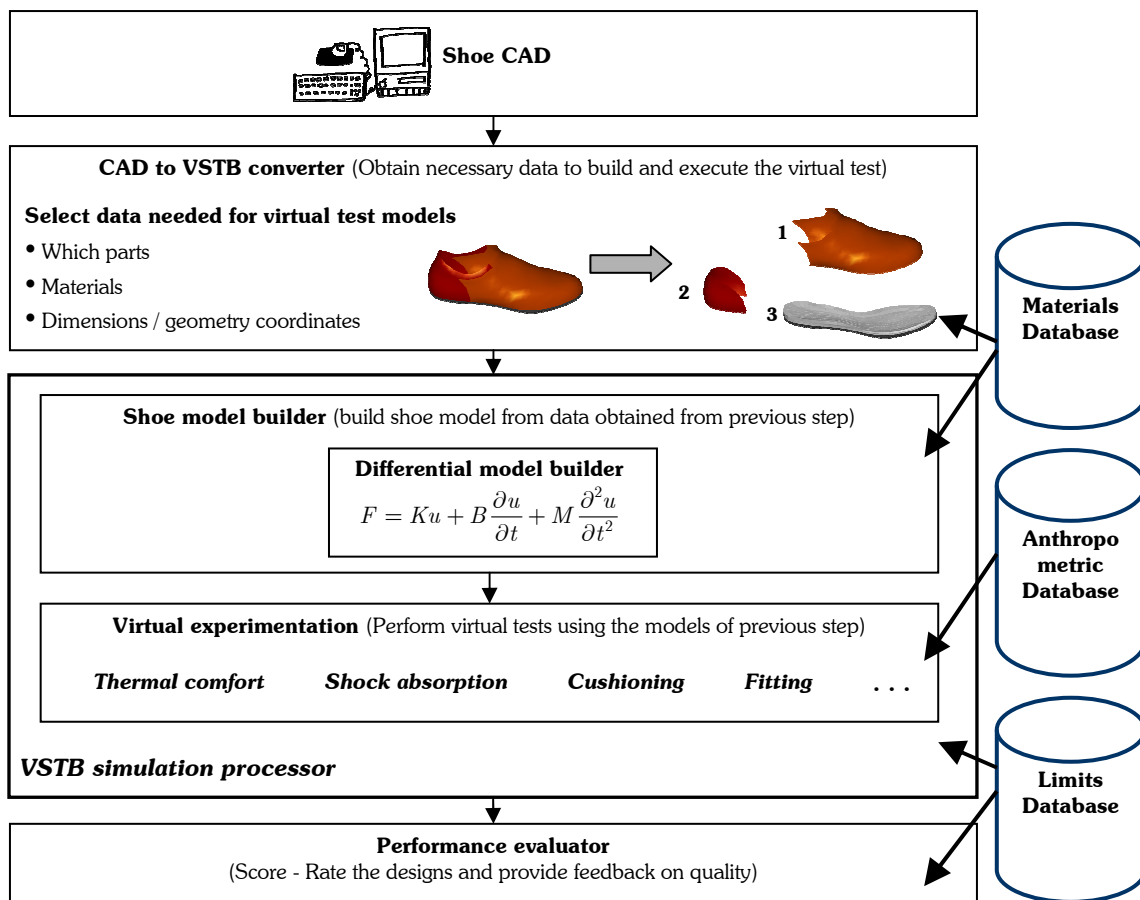 Shoe CAD
CAD to VSTB converter (Obtain necessary data to build and execute the virtual test)
Select data needed for virtual test models
• Which parts
• Materials
• Dimensions / geometry coordinates
1
2
3
Materials
Database
Shoe model builder (build shoe model from data obtained from previous step)
Differential model builder
F = Ku + B ∂u/∂t + M ∂²u/∂t²
Anthropo
metric
Database
Virtual experimentation (Perform virtual tests using the models of previous step)
Thermal comfort Shock absorption Cushioning Fitting . . .
VSTB simulation processor
Limits
Database
Performance evaluator
(Score - Rate the designs and provide feedback on quality)